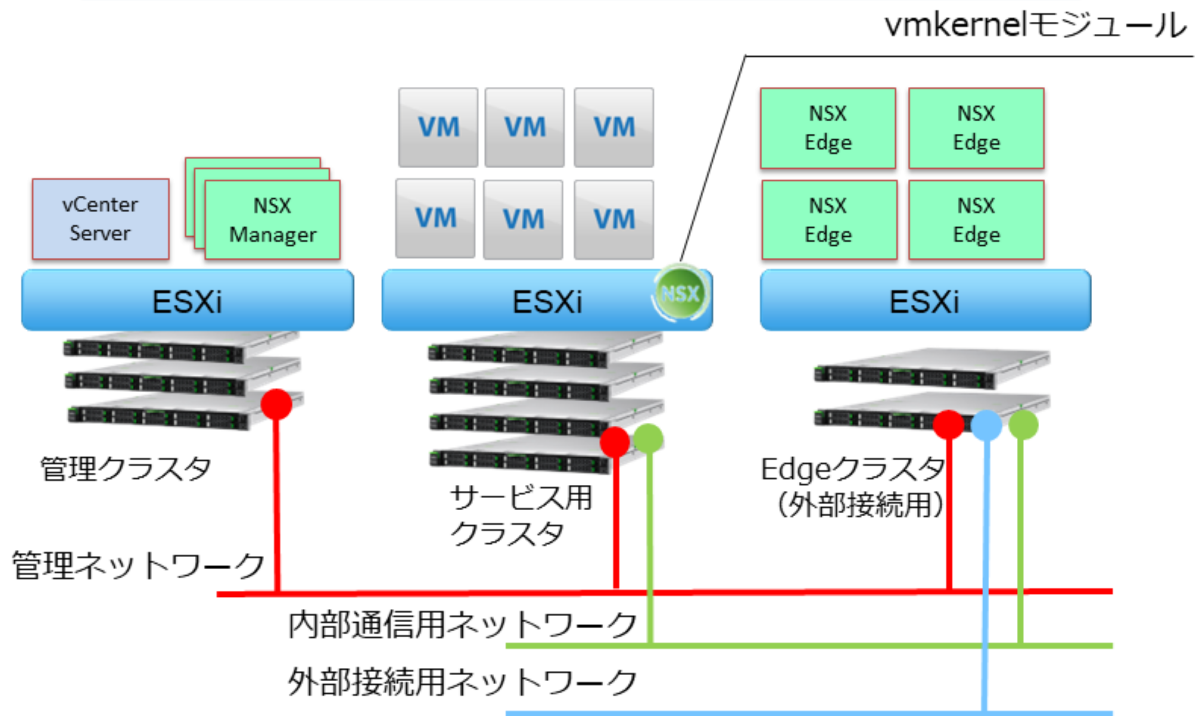 vmkernelモジュール
vCenter
Server
NSX
Manager
VM
VM
VM
VM
VM
VM
NSX
Edge
NSX
Edge
NSX
Edge
NSX
Edge
ESXi
ESXi
NSX
ESXi
管理クラスタ
サービス用
クラスタ
Edgeクラスタ
（外部接続用）
管理ネットワーク
内部通信用ネットワーク
外部接続用ネットワーク